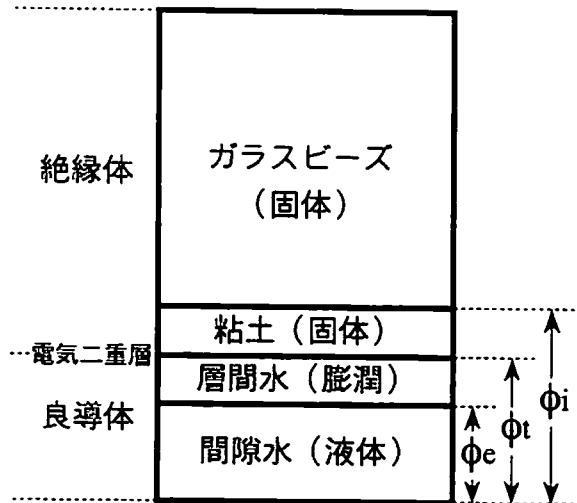 絶縁体
ガラスビーズ
（固体）
粘土（固体）
電気二重層
層間水（膨潤）
良導体
間隙水（液体）
ϕe
ϕt
ϕi